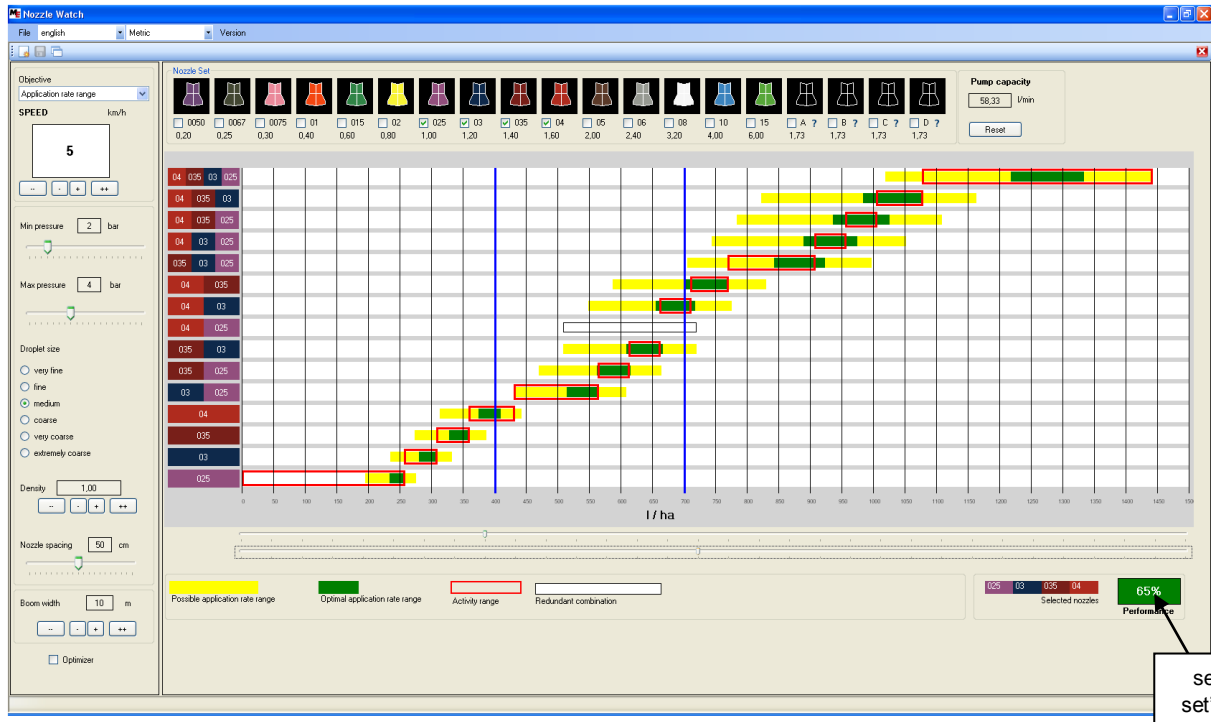 Nozzle Watch
File english Metric Version
Objective
Application rate range
SPEED km/h
5
-- - + ++
Min pressure 2 bar
Max pressure 4 bar
Droplet size
very fine
fine
medium
coarse
very coarse
extremely coarse
Density 1,00
-- - + ++
Nozzle spacing 50 cm
Boom width 10 m
-- - + ++
Optimizer
Nozzle Set
0050 0067 0075 01 015 02 025 03 035 04 05 06 08 10 15 A ? B ? C ? D ?
0,20 0,25 0,30 0,40 0,60 0,80 1,00 1,20 1,40 1,60 2,00 2,40 3,20 4,00 6,00 1,73 1,73 1,73 1,73
Pump capacity
58,33 l/min
Reset
04 035 03 025
04 035 03
04 035 025
04 03 025
035 03 025
04 035
04 03
04 025
035 03
035 025
03 025
04
035
03
025
0 50 100 150 200 250 300 350 400 450 500 550 600 650 700 750 800 850 900 950 1000 1050 1100 1150 1200 1250 1300 1350 1400 1450 1500
l / ha
Possible application rate range
Optimal application rate range
Activity range
Redundant combination
025 03 035 04
Selected nozzles
65%
Performance